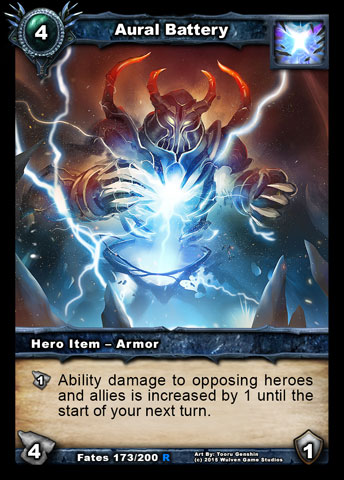 4
Aural Battery
Hero Item – Armor
1 Ability damage to opposing heroes
and allies is increased by 1 until the
start of your next turn.
4
Fates 173/200 R
Art By: Tooru Genshin
(c) 2015 Wulven Game Studios
1